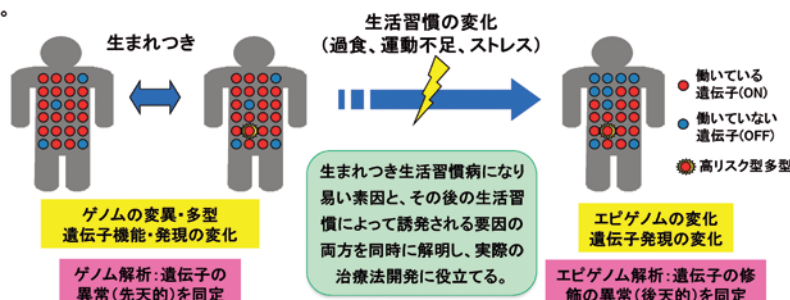 。
生まれつき
生活習慣の変化
(過食、運動不足、ストレス)
働いている
遺伝子(ON)
働いていない
遺伝子(OFF)
高リスク型多型
生まれつき生活習慣病になり
易い素因と、その後の生活習
慣によって誘発される要因の
両方を同時に解明し、実際の
治療法開発に役立てる。
ゲノムの変異・多型
遺伝子機能・発現の変化
ゲノム解析:遺伝子の
異常(先天的)を同定
エピゲノムの変化
遺伝子発現の変化
エピゲノム解析:遺伝子の修
飾の異常(後天的)を同定